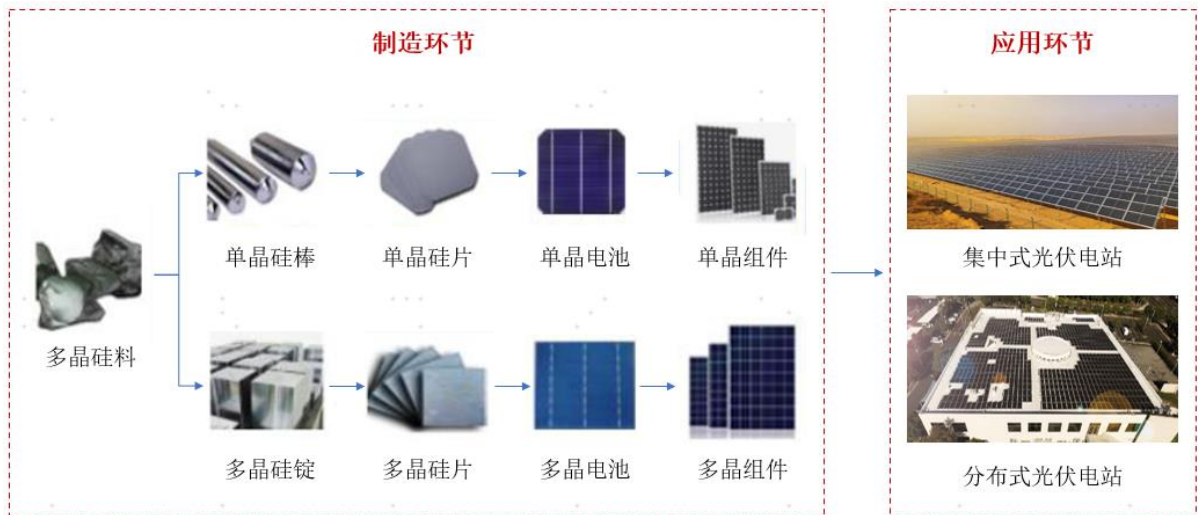 制造环节
应用环节
单晶硅棒
单晶硅片
单晶电池
单晶组件
集中式光伏电站
多晶硅料
多晶硅锭
多晶硅片
多晶电池
多晶组件
分布式光伏电站